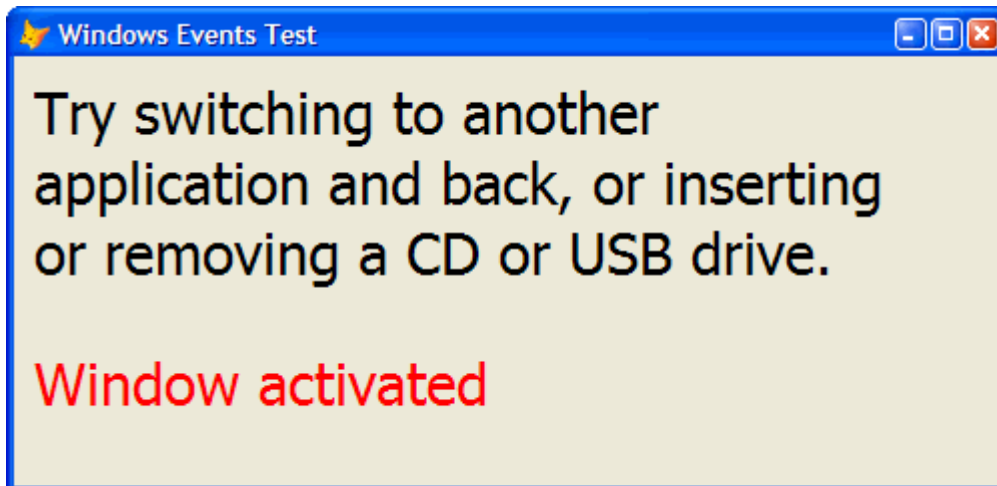 Windows Events Test
Try switching to another
application and back, or inserting
or removing a CD or USB drive.
Window activated